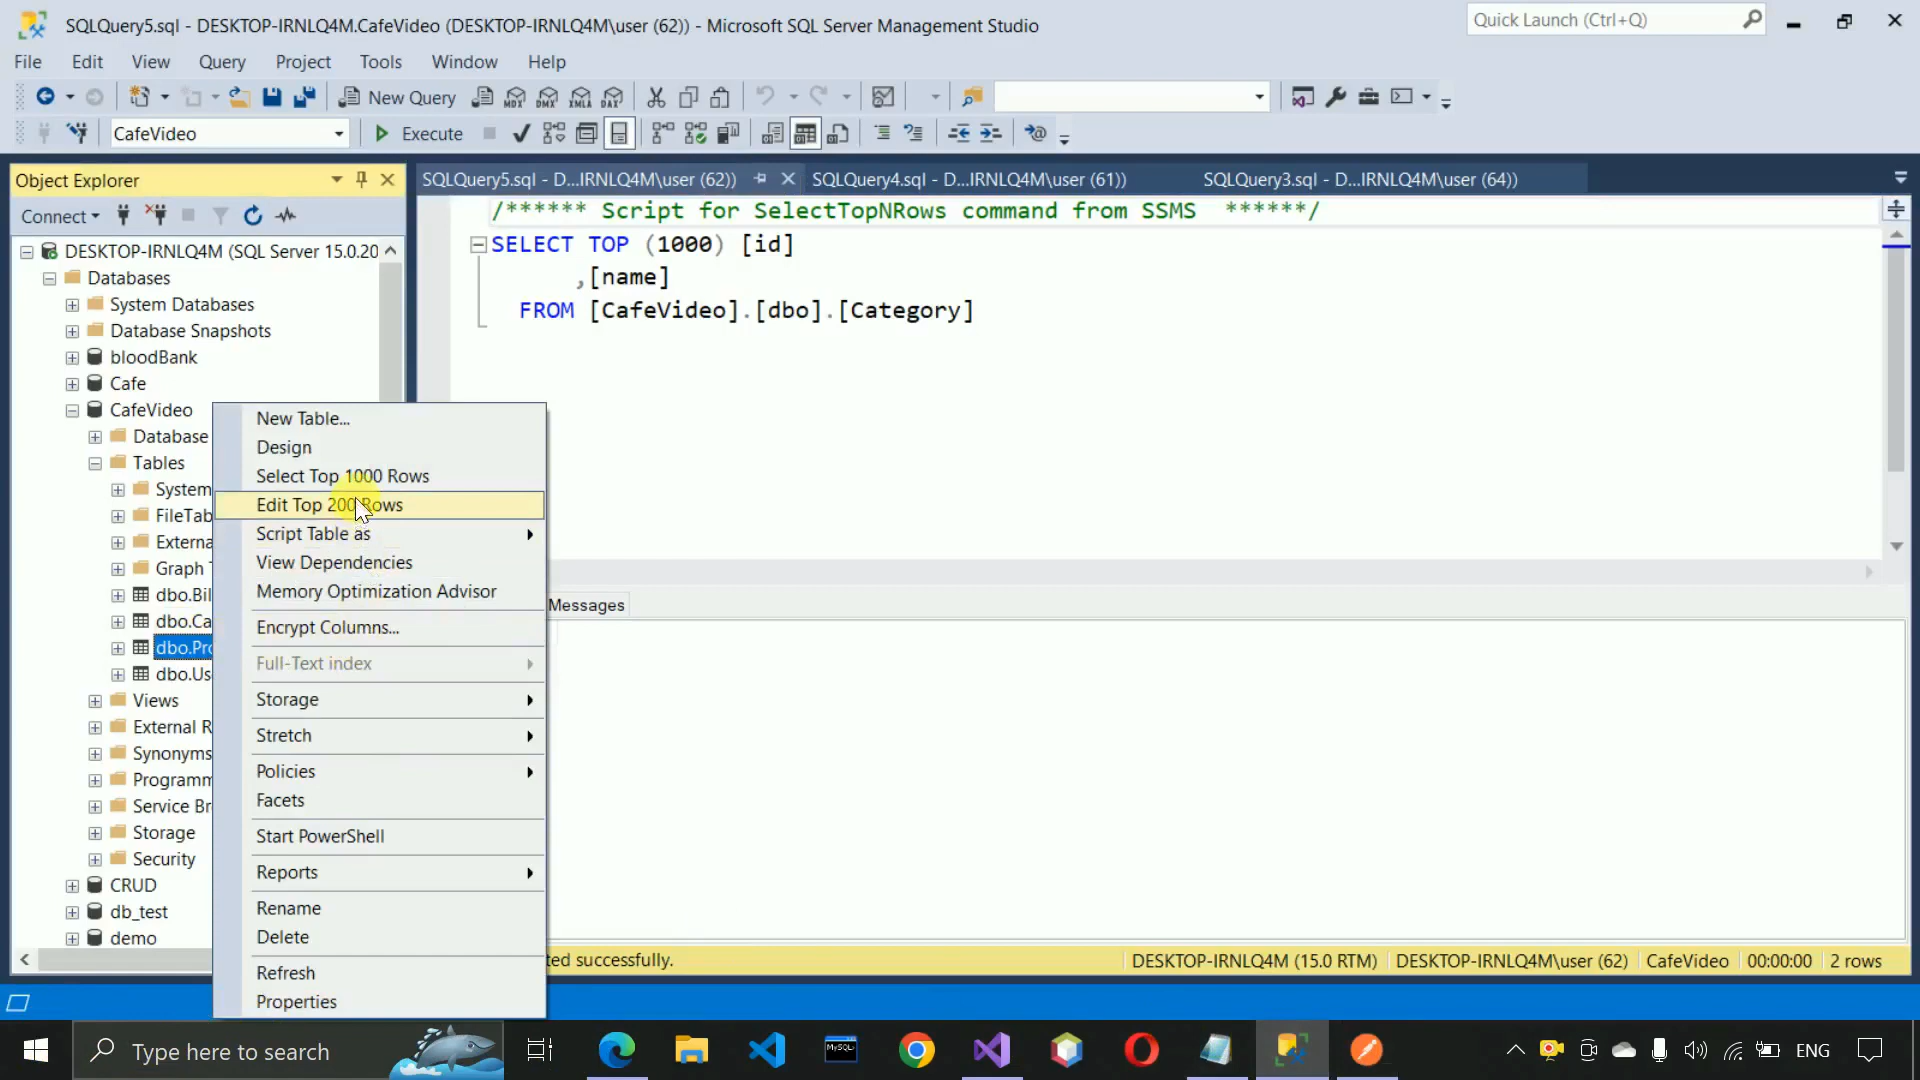 SQLQuery5.sql - DESKTOP-IRNLQ4M.CafeVideo (DESKTOP-IRNLQ4M\user (62)) - Microsoft SQL Server Management Studio
Quick Launch (Ctrl+Q)
File Edit View Query Project Tools Window Help
New Query MDX DMX XMLA DAX
CafeVideo Execute
Object Explorer
SQLQuery5.sql - D...IRNLQ4M\user (62)) SQLQuery4.sql - D...IRNLQ4M\user (61)) SQLQuery3.sql - D...IRNLQ4M\user (64))
Connect
/****** Script for SelectTopNRows command from SSMS  ******/
SELECT TOP (1000) [id]
,[name]
FROM [CafeVideo].[dbo].[Category]
DESKTOP-IRNLQ4M (SQL Server 15.0.20
Databases
System Databases
Database Snapshots
bloodBank
Cafe
CafeVideo
Database
Tables
System
FileTab
Externa
Graph T
dbo.Bil
dbo.Ca
dbo.Pro
dbo.Us
Views
External R
Synonyms
Programm
Service Br
Storage
Security
CRUD
db_test
demo
New Table...
Design
Select Top 1000 Rows
Edit Top 200 Rows
Script Table as
View Dependencies
Memory Optimization Advisor
Encrypt Columns...
Full-Text index
Storage
Stretch
Policies
Facets
Start PowerShell
Reports
Rename
Delete
Refresh
Properties
Messages
ted successfully.
DESKTOP-IRNLQ4M (15.0 RTM) DESKTOP-IRNLQ4M\user (62) CafeVideo 00:00:00 2 rows
Type here to search
MySQL
ENG